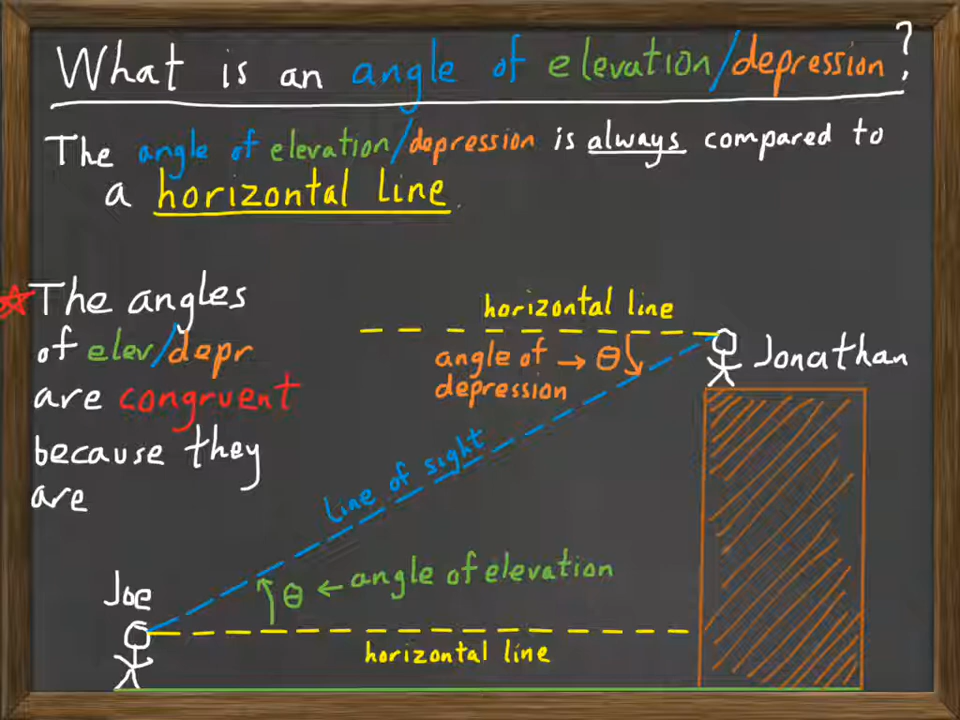 What is an angle of elevation/depression?
The angle of elevation/depression is always compared to
a horizontal line.
The angles
of elev/depr
are congruent
because they
are
horizontal line
angle of → θ
depression
Jonathan
line of sight
Joe
θ ← angle of elevation
horizontal line